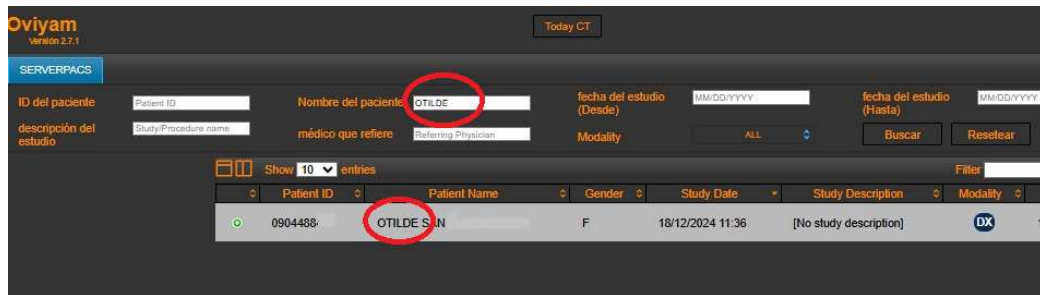 Oviyam
Versión 2.7.1
Today CT
SERVERPACS
ID del paciente Patient ID Nombre del paciente OTILDE fecha del estudio (Desde) MM/DD/YYYY fecha del estudio (Hasta) MM/DD/YYYY
descripción del estudio Study/Procedure name médico que refiere Referring Physician Modality ALL Buscar Resetear
Show 10 entries Filter
Patient ID Patient Name Gender Study Date Study Description Modality
0904488 OTILDE SAN F 18/12/2024 11:36 [No study description] DX